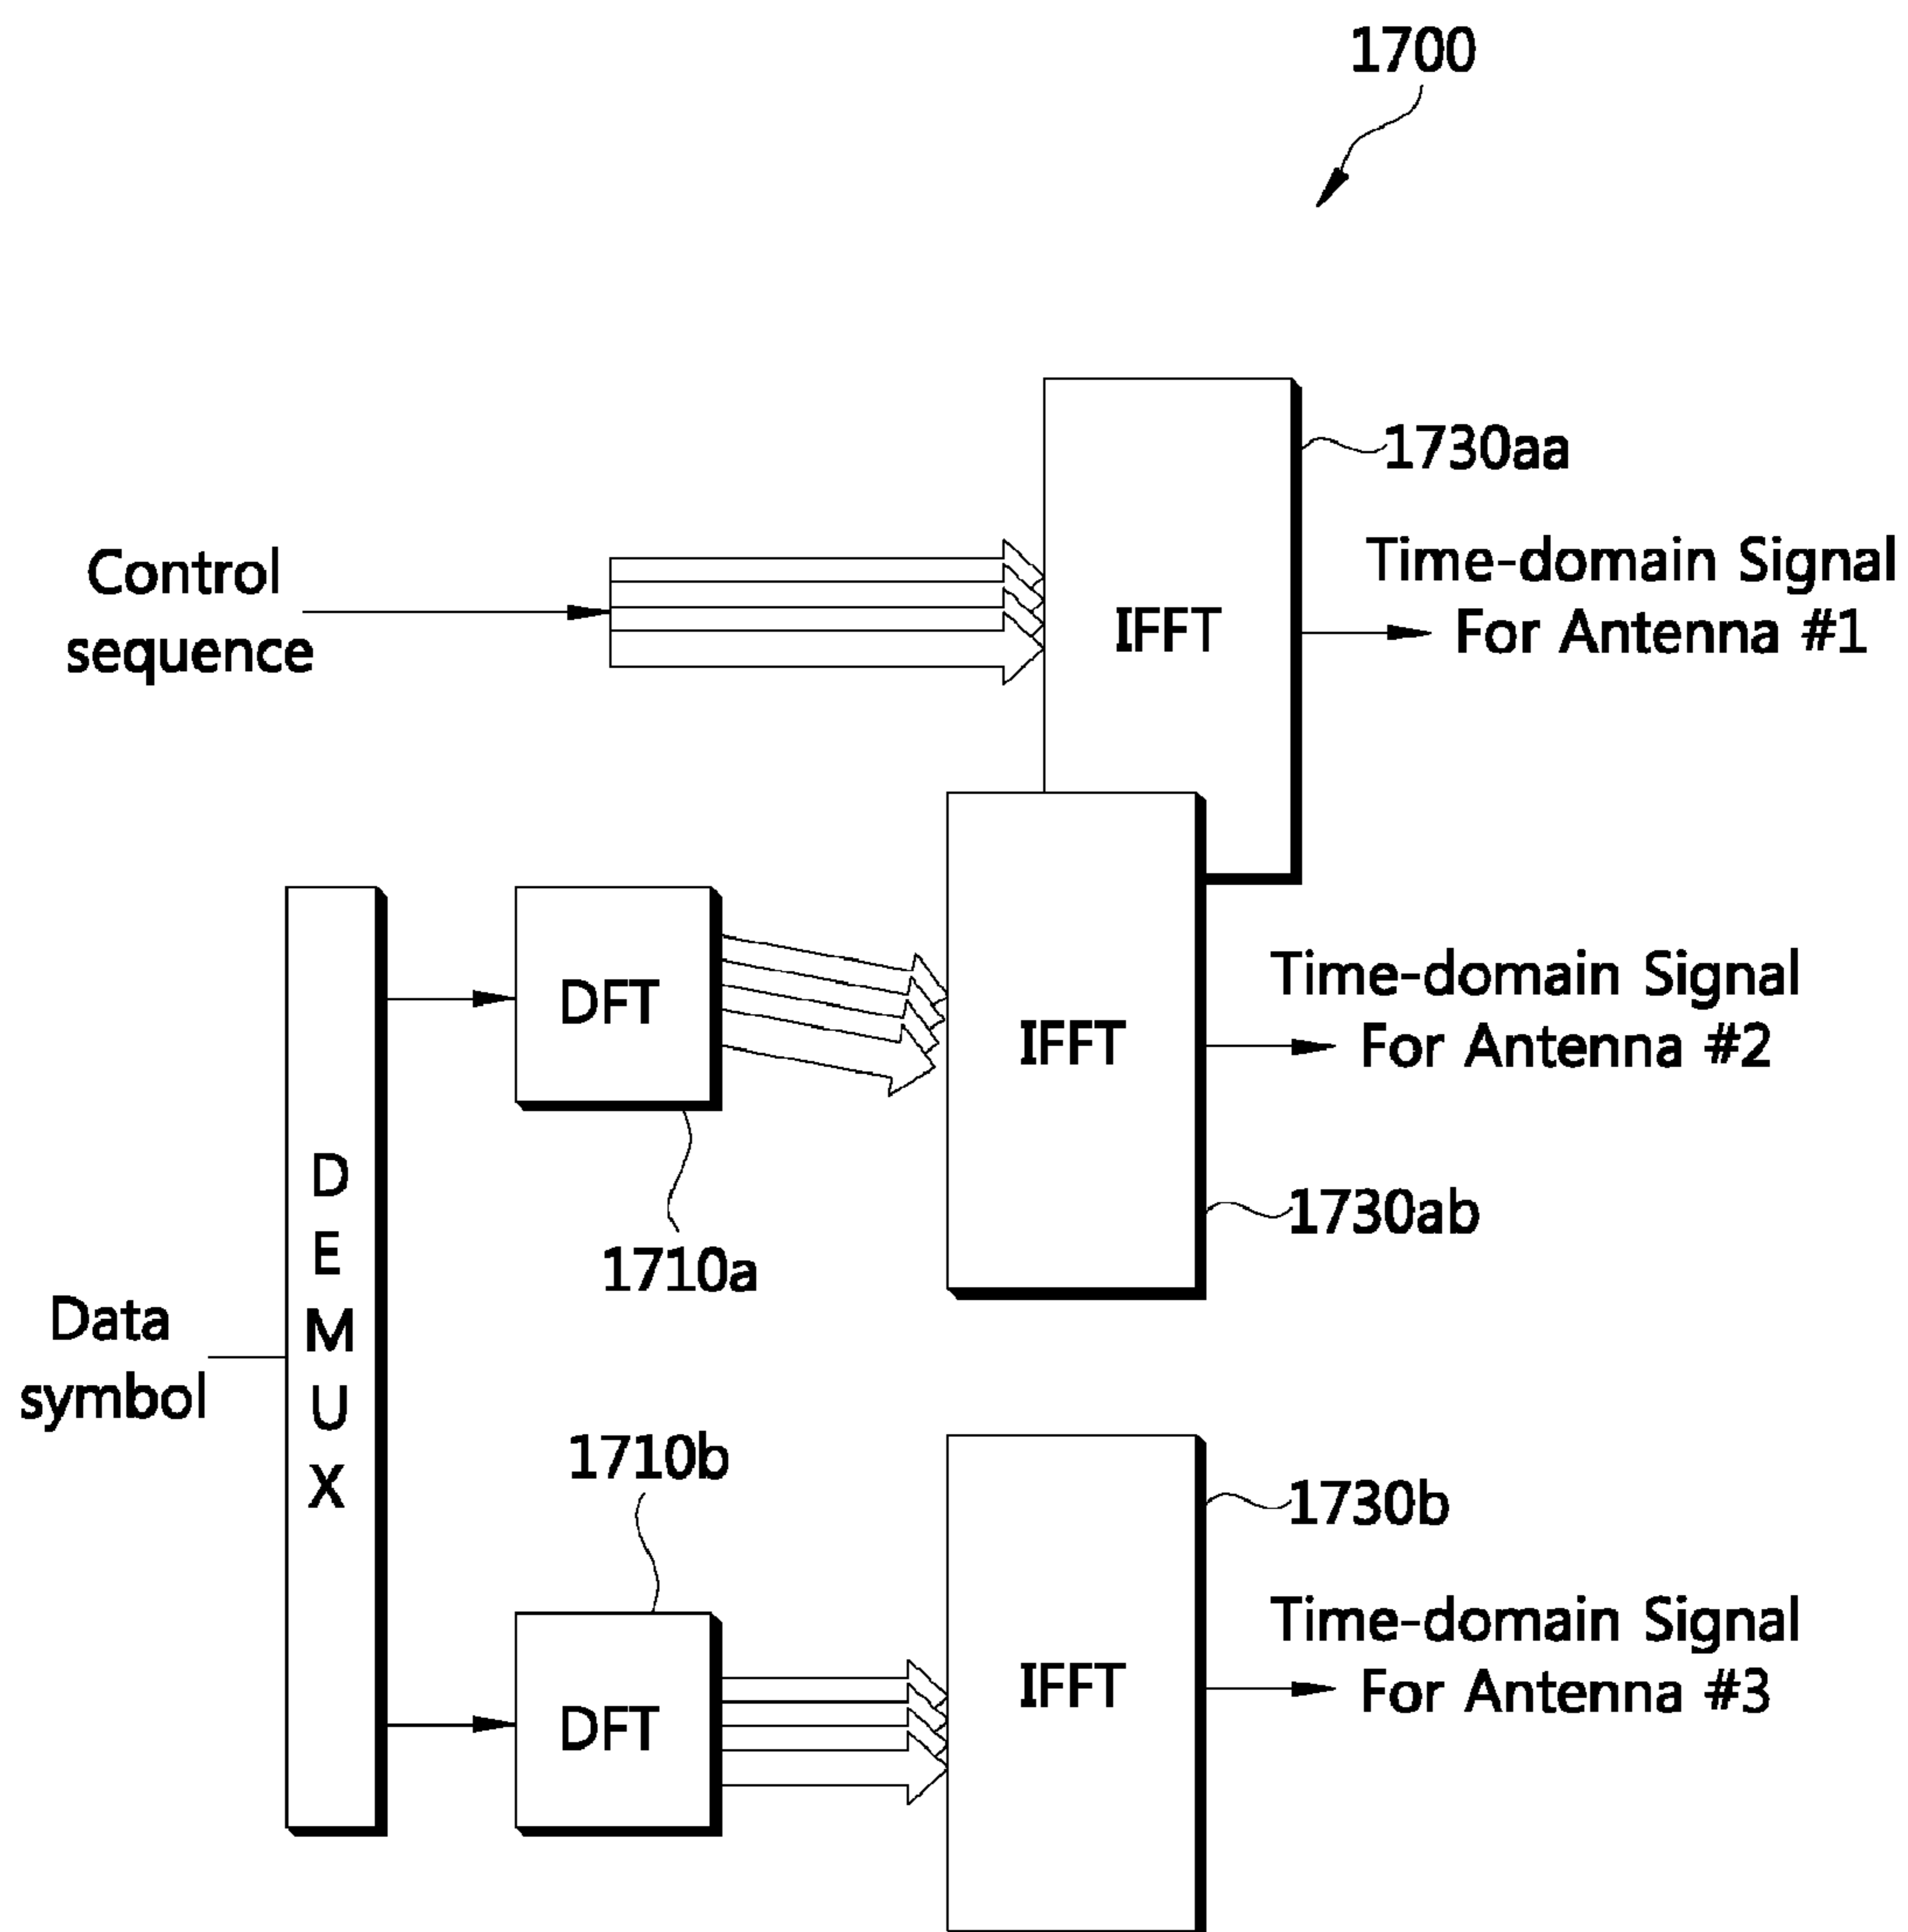 1700
1730aa
Control
sequence
IFFT
Time-domain Signal
For Antenna #1
DFT
IFFT
Time-domain Signal
For Antenna #2
1710a
1730ab
DEMUX
Data
symbol
1710b
1730b
DFT
IFFT
Time-domain Signal
For Antenna #3